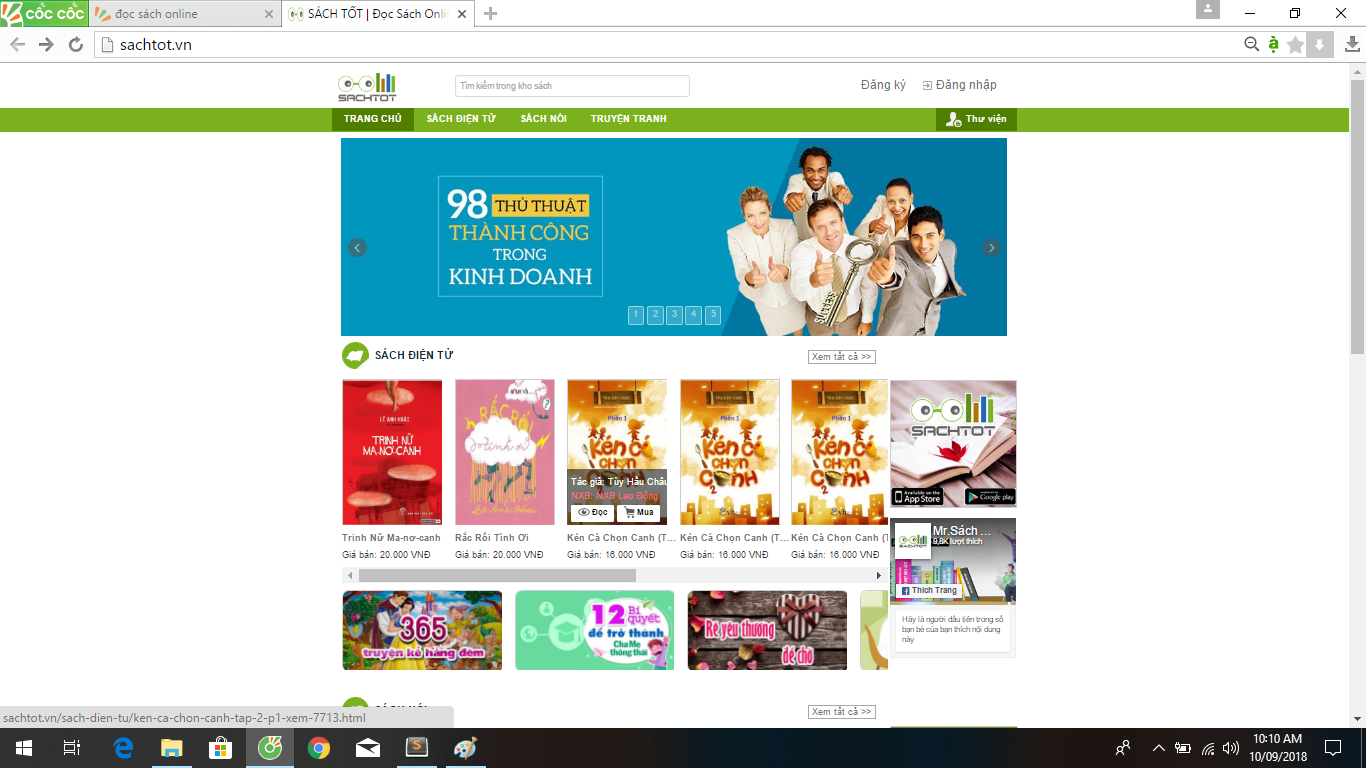 cốc cốc
đọc sách online
SÁCH TỐT | Đọc Sách Onli
sachtot.vn
SACHTOT
Tìm kiếm trong kho sách
Đăng ký
Đăng nhập
TRANG CHỦ
SÁCH ĐIỆN TỬ
SÁCH NÓI
TRUYỆN TRANH
Thư viện
98 THỦ THUẬT
THÀNH CÔNG
TRONG
KINH DOANH
SUCCESS
1 2 3 4 5
SÁCH ĐIỆN TỬ
Xem tất cả >>
LÊ ANH HOÀI
TRINH NỮ
MA-NƠ-CANH
RẮC RỐI
tình ơi
Phần 1
Kén cá
chọn
canh
Tác giả: Tùy Hầu Châu
NXB: NXB Lao Động
Đọc
Mua
Phần 1
Kén cá
chọn
canh
2
Phần 1
Kén cá
chọn
canh
2
SACHTOT
Available on the
App Store
Google play
Trinh Nữ Ma-nơ-canh
Rắc Rối Tình Ơi
Kén Cá Chọn Canh (T...
Kén Cá Chọn Canh (T...
Kén Cá Chọn Canh (T
Giá bán: 20.000 VNĐ
Giá bán: 20.000 VNĐ
Giá bán: 16.000 VNĐ
Giá bán: 16.000 VNĐ
Giá bán: 16.000 VNĐ
SACHTOT
Mr.Sách ...
9,8K lượt thích
Thích Trang
Hãy là người đầu tiên trong số
bạn bè của bạn thích nội dung
này
365
truyện kể hàng đêm
12 Bí
quyết
để trở thành
Cha Mẹ
thông thái
Rẻ yêu thương
để chỗ
Xem tất cả >>
sachtot.vn/sach-dien-tu/ken-ca-chon-canh-tap-2-p1-xem-7713.html
10:10 AM
10/09/2018